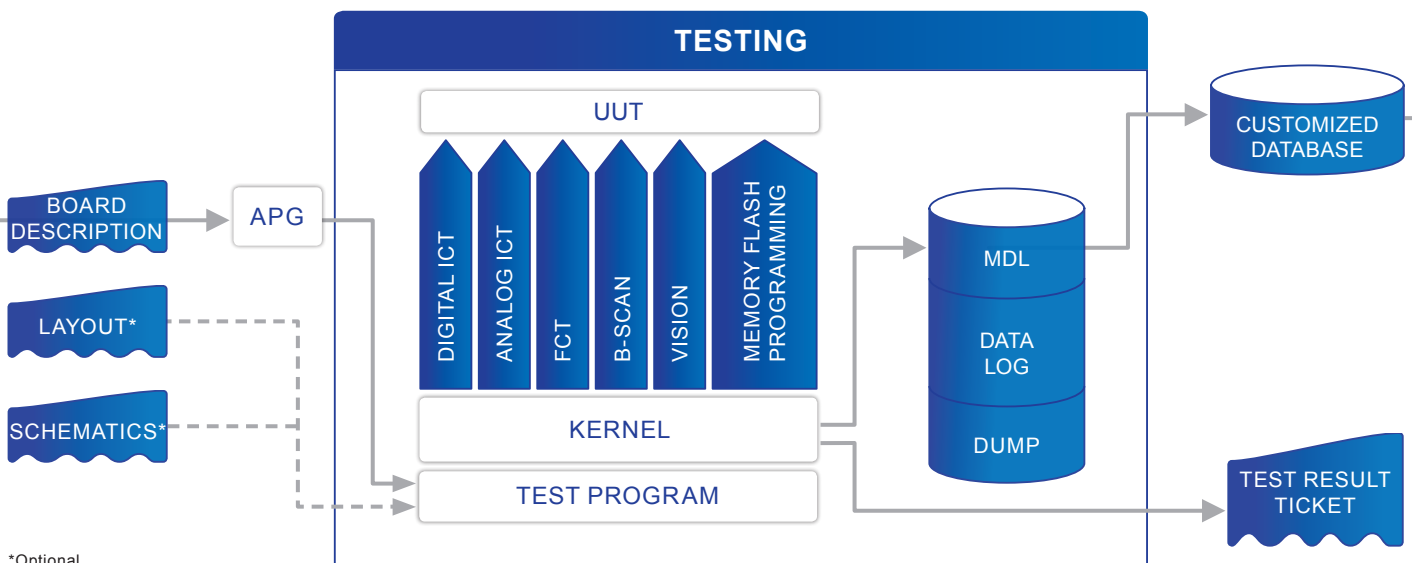 TESTING
UUT
CUSTOMIZED
DATABASE
BOARD
DESCRIPTION
APG
DIGITAL ICT
ANALOG ICT
FCT
B-SCAN
VISION
MEMORY FLASH
PROGRAMMING
MDL
LAYOUT*
DATA
LOG
SCHEMATICS*
KERNEL
DUMP
TEST PROGRAM
TEST RESULT
TICKET
*Optional